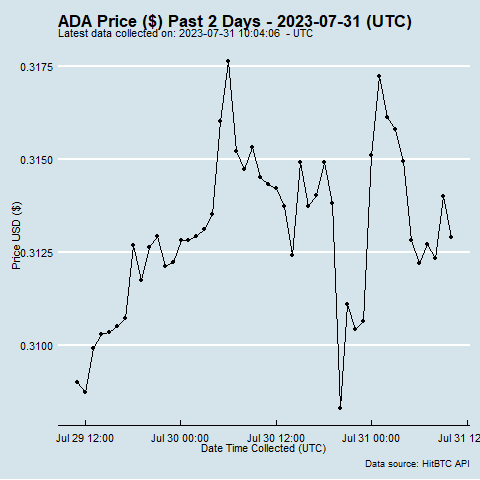 ADA Price ($) Past 2 Days - 2023-07-31 (UTC)
Latest data collected on: 2023-07-31 10:04:06  - UTC
Price USD ($)
0.3175
0.3150
0.3125
0.3100
Jul 29 12:00 Jul 30 00:00 Jul 30 12:00 Jul 31 00:00 Jul 31 12
Date Time Collected (UTC)
Data source: HitBTC API